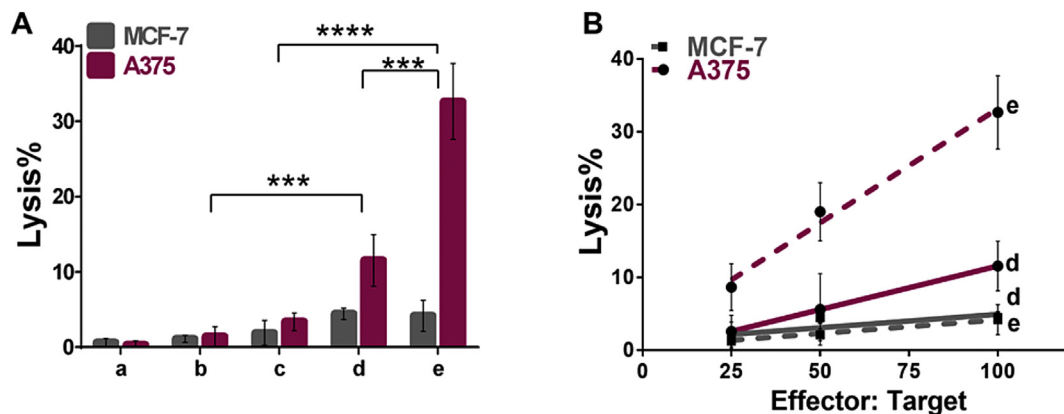 A
MCF-7
A375
****
***
***
Lysis%
40
30
20
10
0
a b c d e
B
MCF-7
A375
Lysis%
40
30
20
10
0
e
d
d
e
0 25 50 75 100
Effector: Target